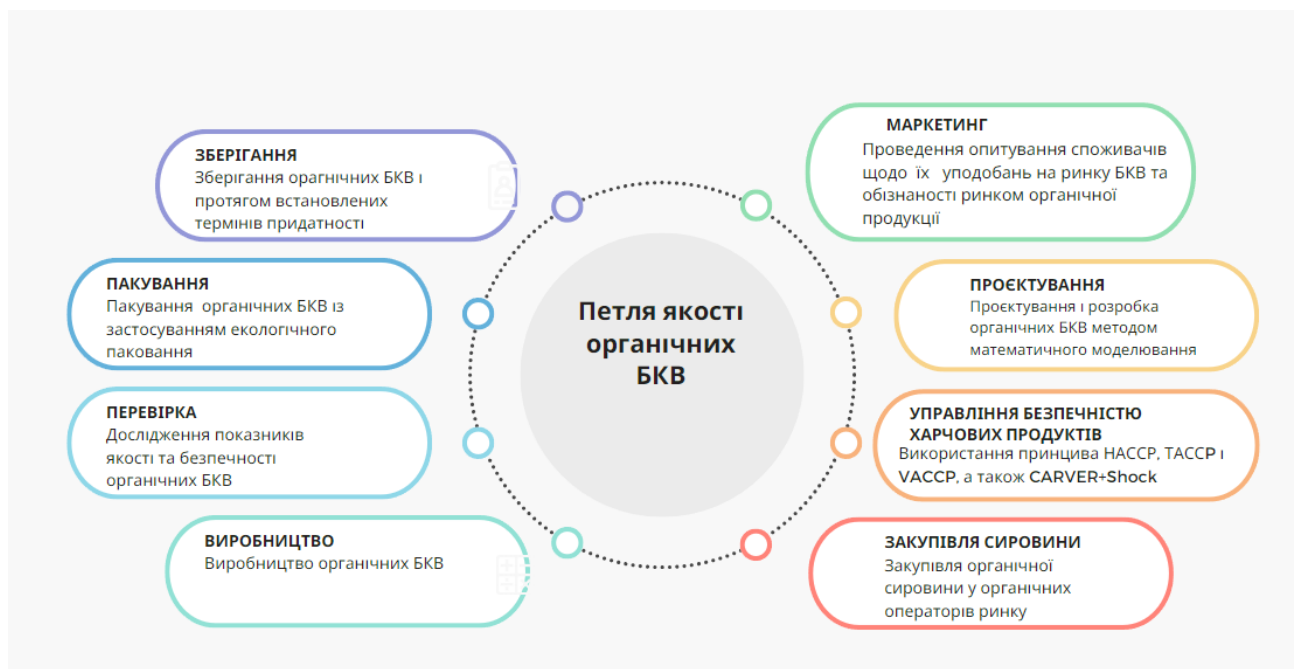 МАРКЕТИНГ
Проведення опитування споживачів
щодо їх уподобань на ринку БКВ та
обізнаності ринком органічної
продукції
ПРОЄКТУВАННЯ
Проєктування і розробка
органічних БКВ методом
математичного моделювання
УПРАВЛІННЯ БЕЗПЕЧНІСТЮ
ХАРЧОВИХ ПРОДУКТІВ
Використання принцива НАССР, ТАССР і
VACCP, а також CARVER+Shock
ЗАКУПІВЛЯ СИРОВИНИ
Закупівля органічної
сировини у органічних
операторів ринку
ВИРОБНИЦТВО
Виробництво органічних БКВ
ПЕРЕВІРКА
Дослідження показників
якості та безпечності
органічних БКВ
ПАКУВАННЯ
Пакування органічних БКВ із
застосуванням екологічного
паковання
ЗБЕРІГАННЯ
Зберігання орагнічних БКВ і
протягом встановлених
термінів придатності
Петля якості
органічних
БКВ